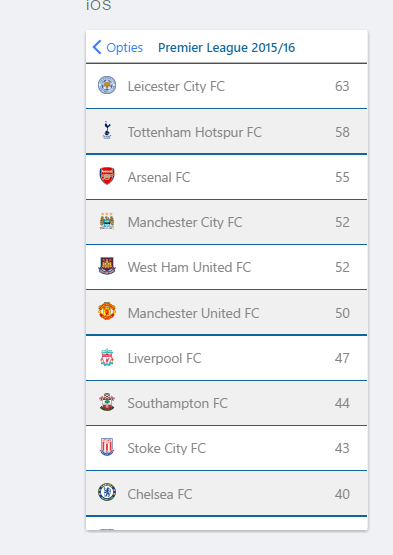 iOS
Opties Premier League 2015/16
Leicester City FC 63
Tottenham Hotspur FC 58
Arsenal FC 55
Manchester City FC 52
West Ham United FC 52
Manchester United FC 50
Liverpool FC 47
Southampton FC 44
Stoke City FC 43
Chelsea FC 40